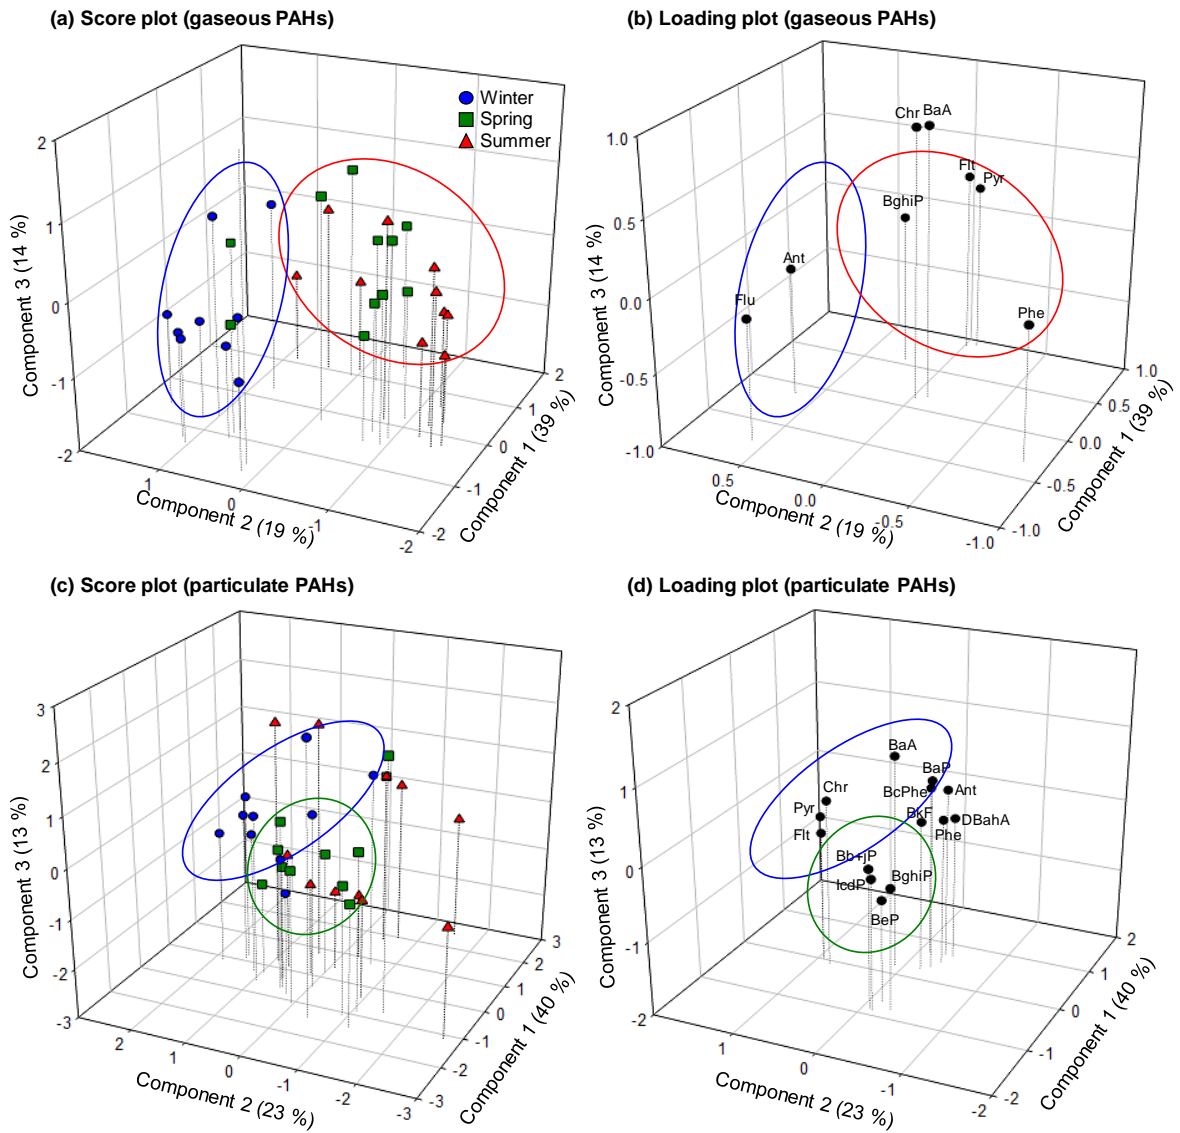 (a) Score plot (gaseous PAHs)
Winter
Spring
Summer
2
1
0
-1
-2
Component 3 (14 %)
1
0
-1
-2
Component 2 (19 %)
2
1
0
-1
-2
Component 1 (39 %)
(b) Loading plot (gaseous PAHs)
1.0
0.5
0.0
-0.5
-1.0
Component 3 (14 %)
Chr
BaA
Flt
Pyr
BghiP
Ant
Flu
Phe
0.5
0.0
-0.5
-1.0
Component 2 (19 %)
1.0
0.5
0.0
-0.5
-1.0
Component 1 (39 %)
(c) Score plot (particulate PAHs)
3
2
1
0
-1
-2
-3
Component 3 (13 %)
2
1
0
-1
-2
-3
Component 2 (23 %)
3
2
1
0
-1
-2
-3
Component 1 (40 %)
(d) Loading plot (particulate PAHs)
2
1
0
-1
-2
Component 3 (13 %)
BaA
BaP
BcPhe
Ant
Chr
Pyr
Flt
BkF
DBahA
Phe
Bb+jP
IcdP
BghiP
BeP
1
0
-1
-2
Component 2 (23 %)
2
1
0
-1
-2
Component 1 (40 %)